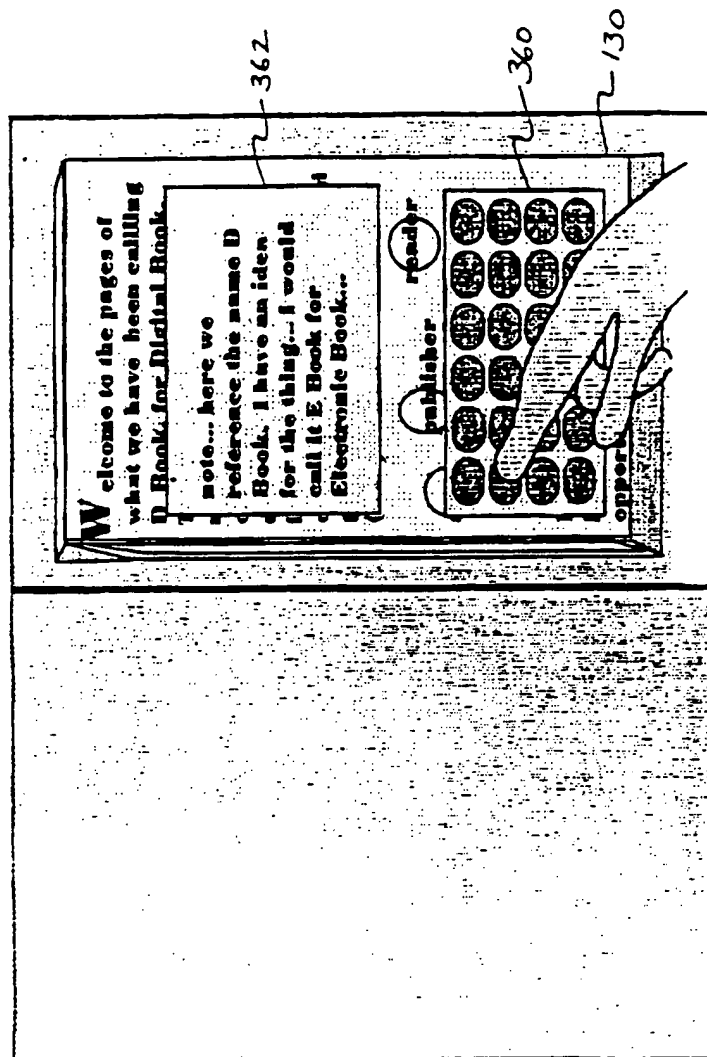 Welcome to the pages of
what we have been callling
D Book, for Digital Book.
note... here we
reference the name D
Book. I have an idea
for the thing... I would
call it E Book for
Electronic Book...
publisher
reader
opport
362
360
130